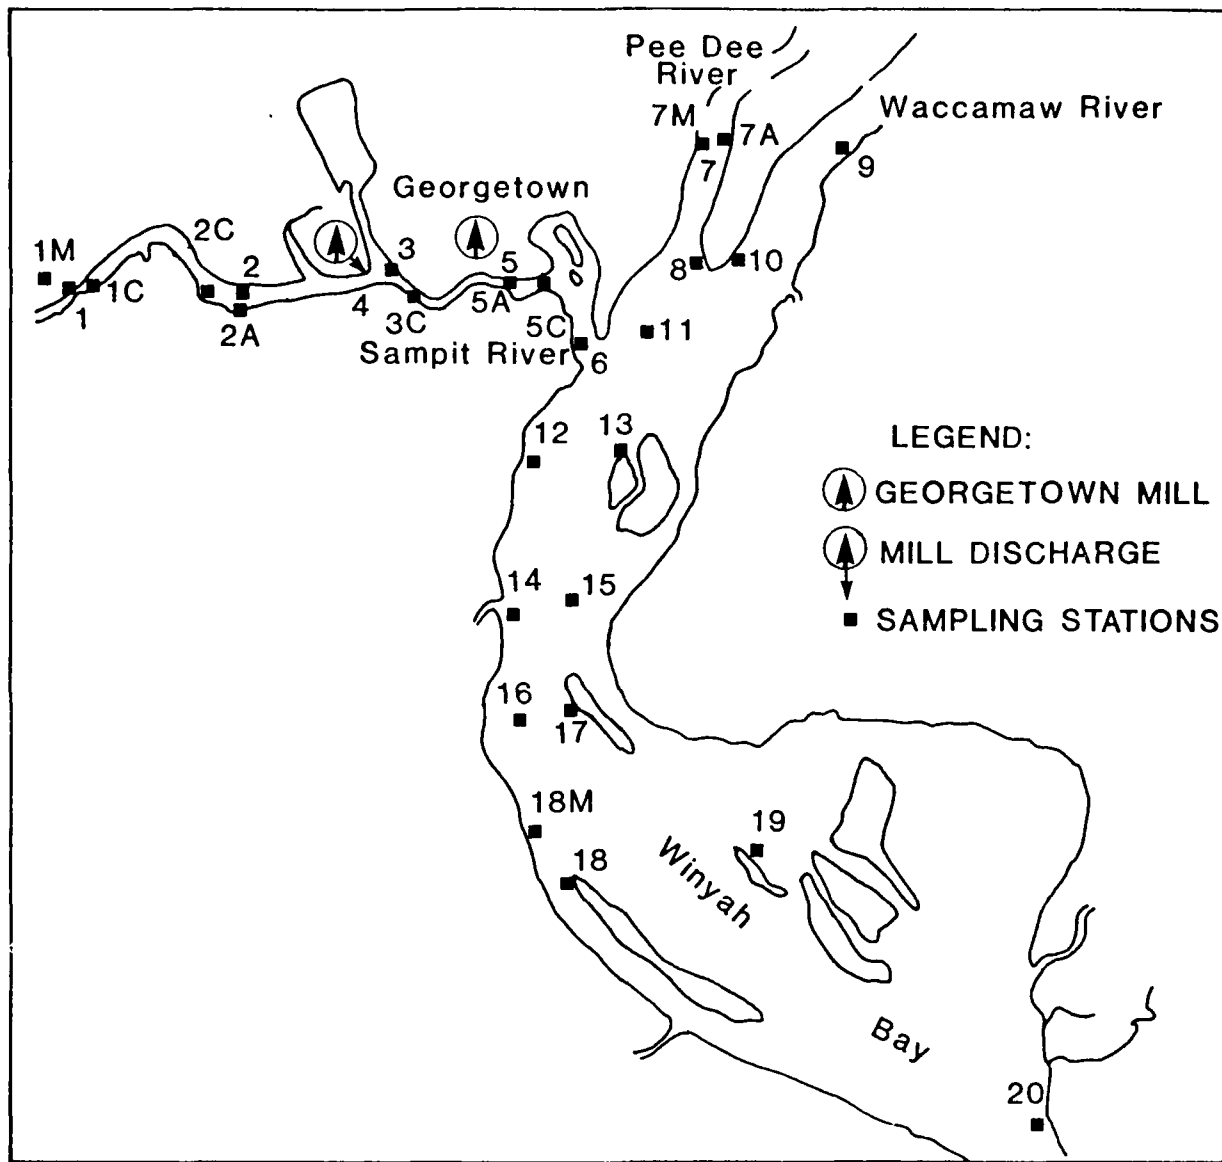 Pee Dee
River
Waccamaw River
7M
7A
7
9
Georgetown
2C
1M
1C
1
2
2A
3
4
3C
5
5A
5C
8
10
11
Sampit River
6
12
13
LEGEND:
GEORGETOWN MILL
MILL DISCHARGE
SAMPLING STATIONS
14
15
16
17
18M
18
19
Winyah
Bay
20